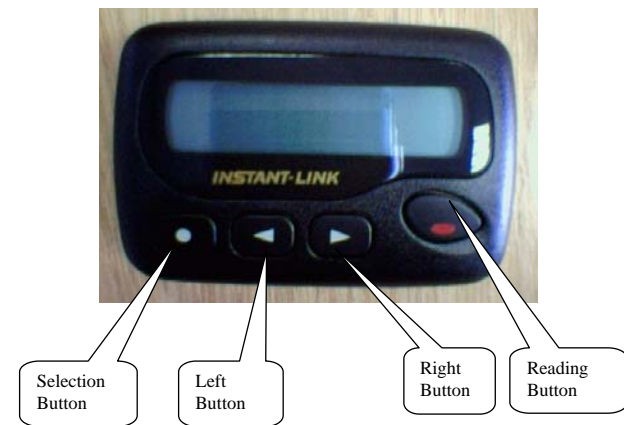 INSTANT-LINK
Selection
Button
Left
Button
Right
Button
Reading
Button